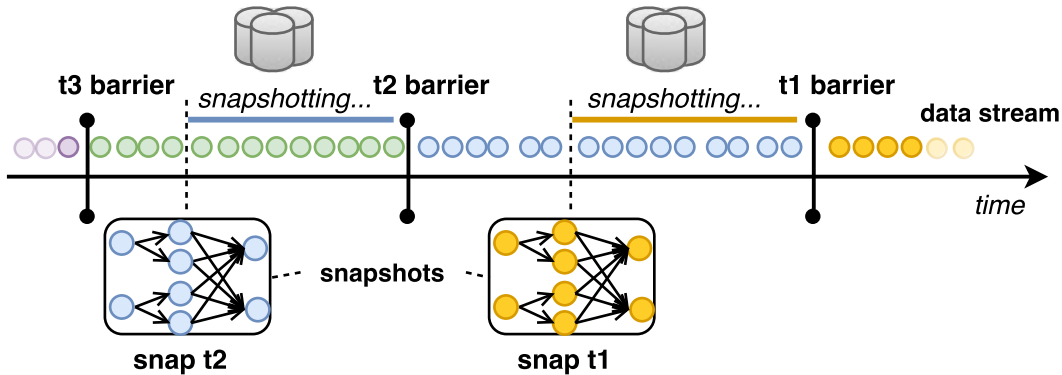 t3 barrier
t2 barrier
t1 barrier
snapshotting...
snapshotting...
data stream
time
snapshots
snap t2
snap t1